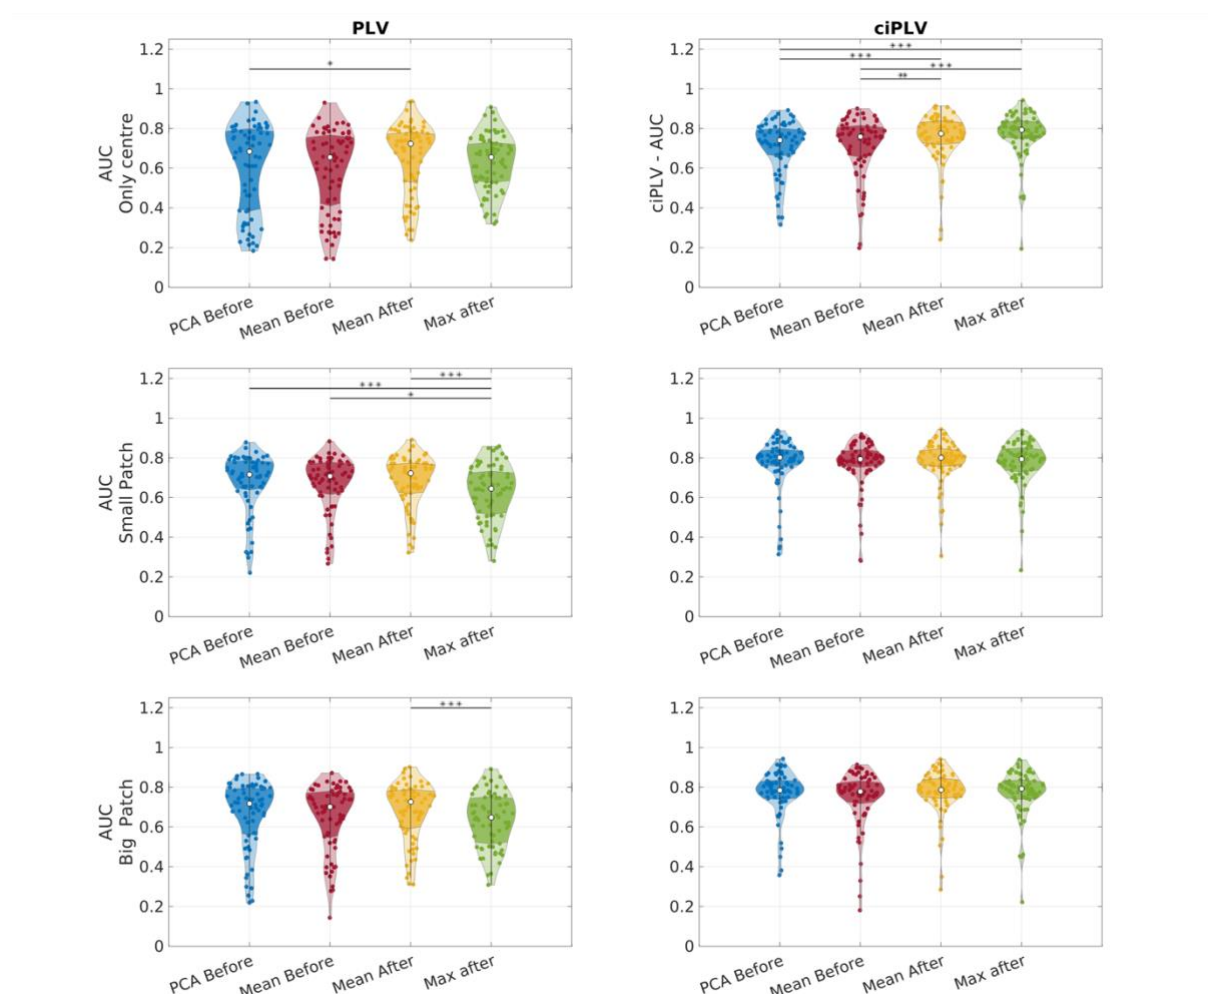 PLV
ciPLV
AUC
Only centre
1.2
1
0.8
0.6
0.4
0.2
0
*
PCA Before
Mean Before
Mean After
Max after
ciPLV - AUC
1.2
1
0.8
0.6
0.4
0.2
0
***
***
***
**
PCA Before
Mean Before
Mean After
Max after
AUC
Small Patch
1.2
1
0.8
0.6
0.4
0.2
0
***
***
*
PCA Before
Mean Before
Mean After
Max after
1.2
1
0.8
0.6
0.4
0.2
0
PCA Before
Mean Before
Mean After
Max after
AUC
Big Patch
1.2
1
0.8
0.6
0.4
0.2
0
***
PCA Before
Mean Before
Mean After
Max after
1.2
1
0.8
0.6
0.4
0.2
0
PCA Before
Mean Before
Mean After
Max after